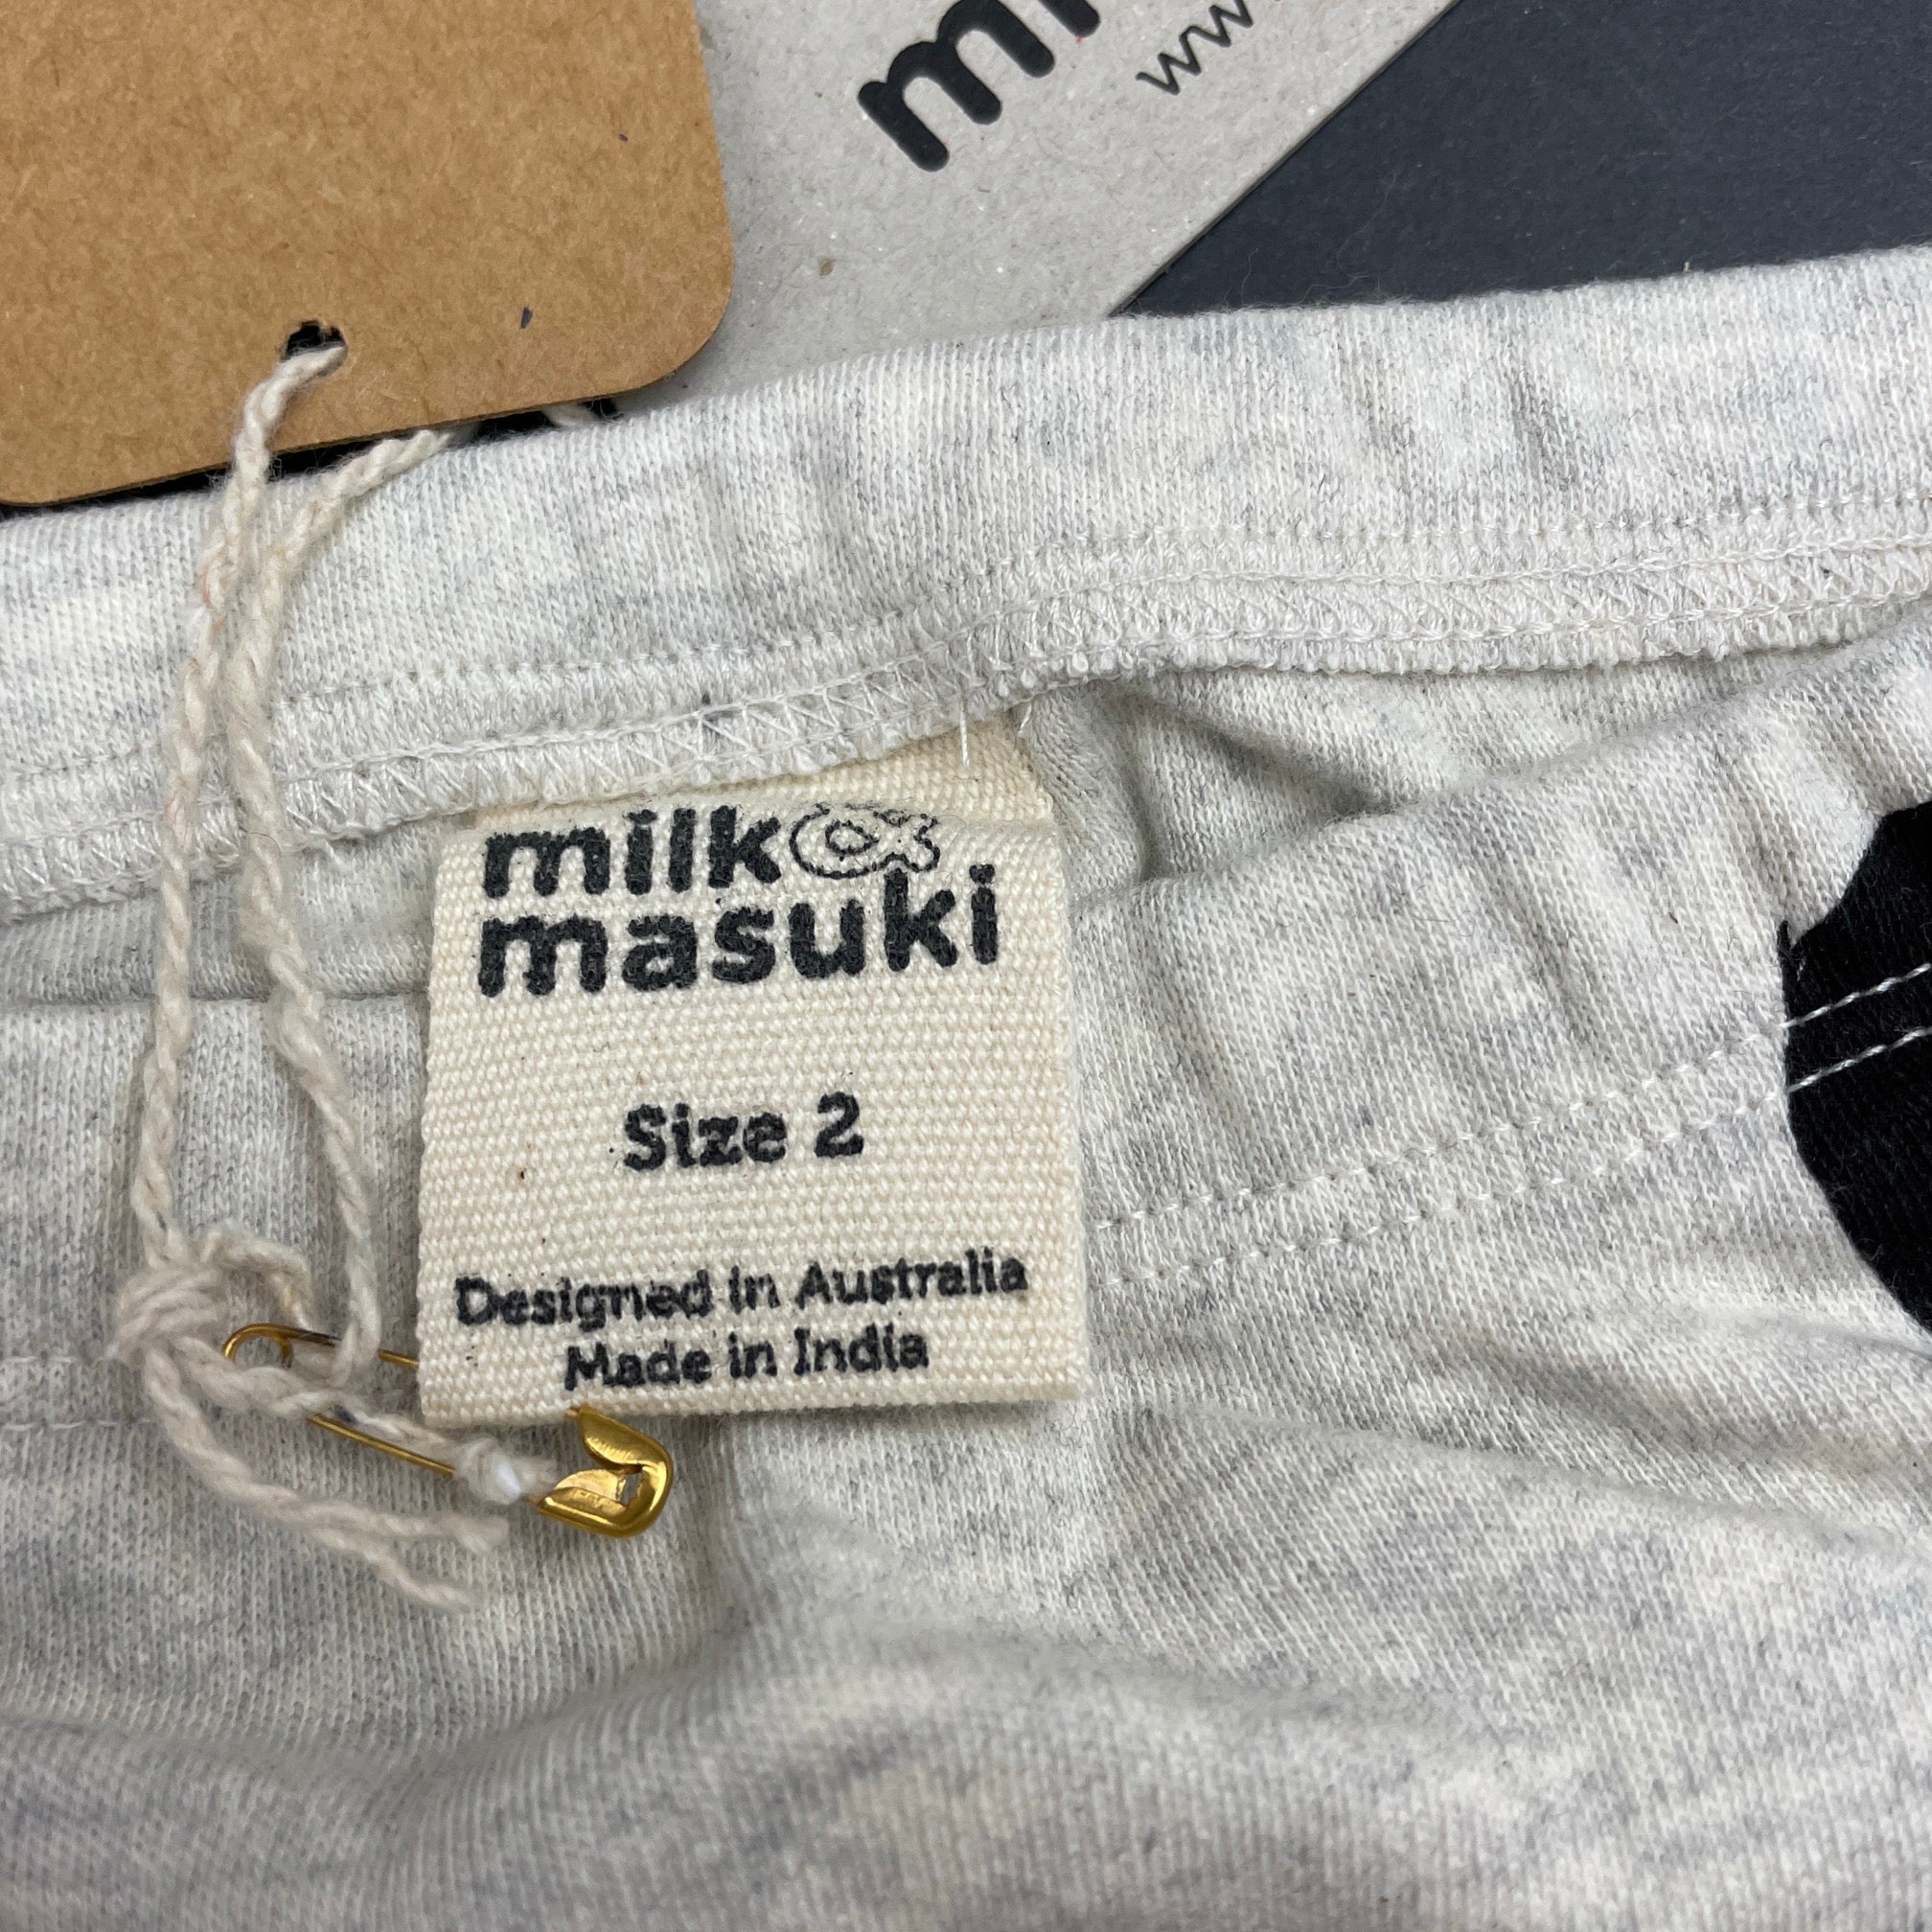 milk &
masuki
Size 2
Designed in Australia
Made in India